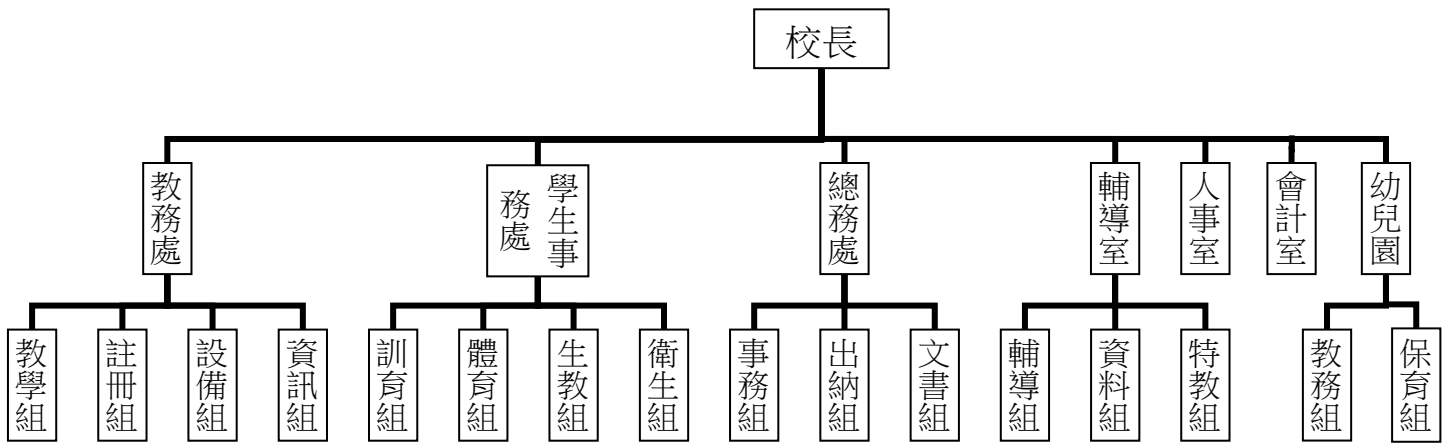 校長
教務處
學生事
務處
總務處
輔導室
人事室
會計室
幼兒園
教學組
註冊組
設備組
資訊組
訓育組
體育組
生教組
衛生組
事務組
出納組
文書組
輔導組
資料組
特教組
教務組
保育組